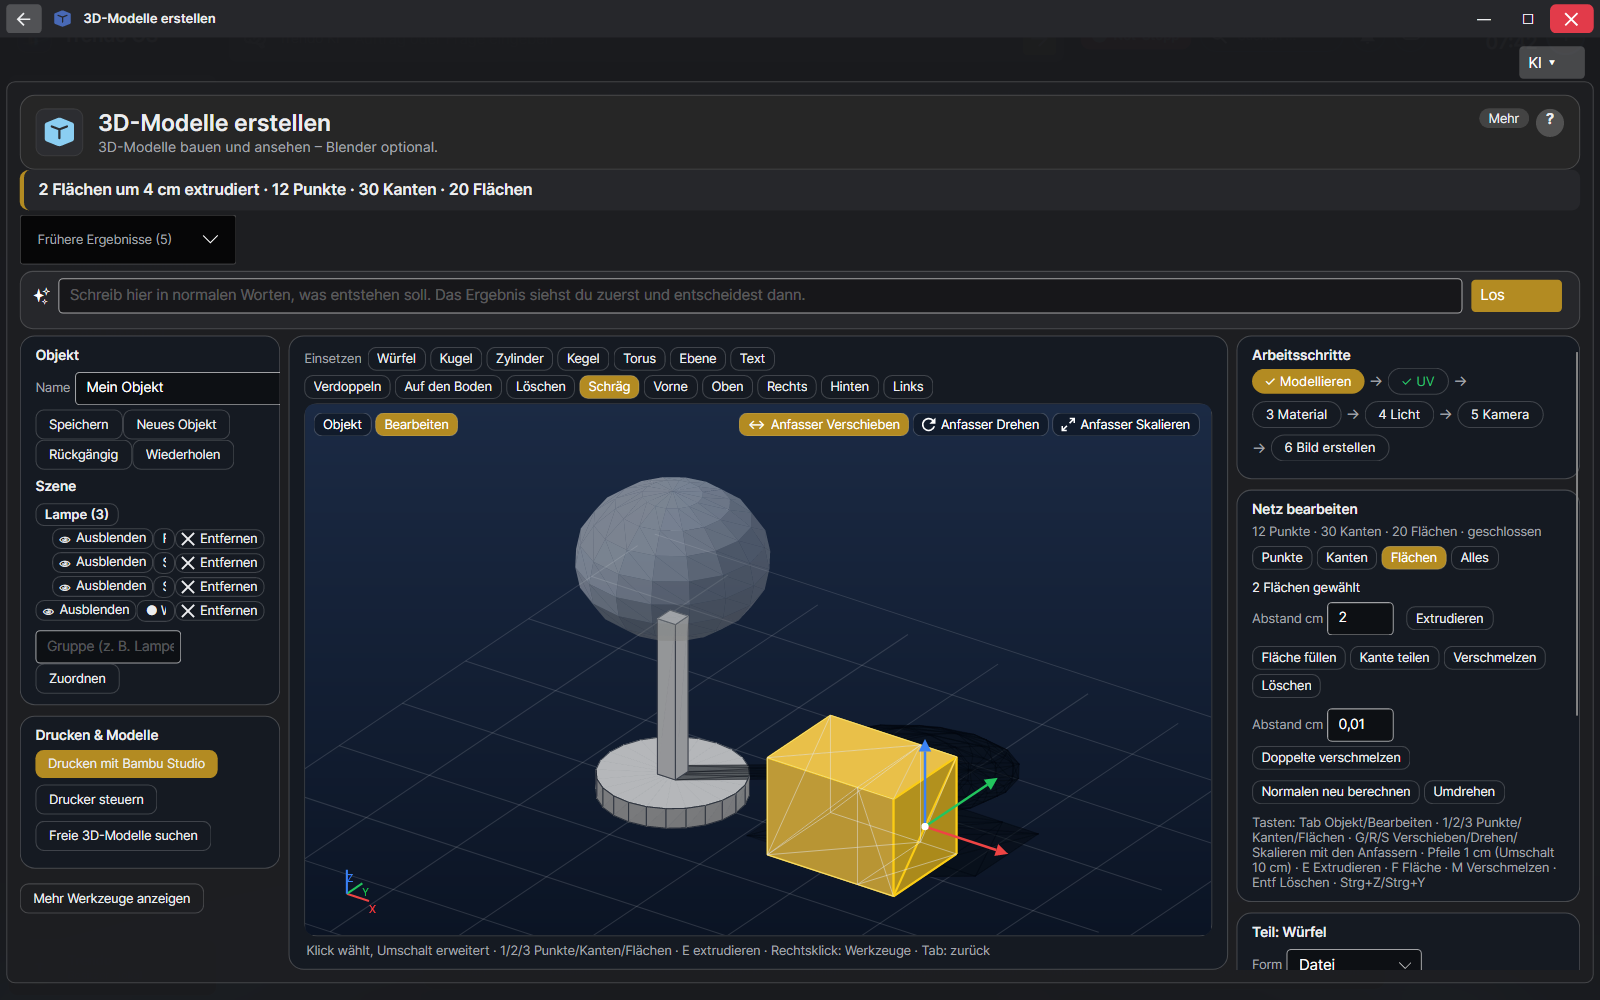 3D-Modelle erstellen
KI ▾
3D-Modelle erstellen
3D-Modelle bauen und ansehen – Blender optional.
Mehr ?
2 Flächen um 4 cm extrudiert · 12 Punkte · 30 Kanten · 20 Flächen
Frühere Ergebnisse (5)
Schreib hier in normalen Worten, was entstehen soll. Das Ergebnis siehst du zuerst und entscheidest dann.
Los
Objekt
Name Mein Objekt
Speichern Neues Objekt
Rückgängig Wiederholen
Szene
Lampe (3)
Ausblenden Entfernen
Ausblenden Entfernen
Ausblenden Entfernen
Ausblenden Entfernen
Gruppe (z. B. Lampe
Zuordnen
Drucken & Modelle
Drucken mit Bambu Studio
Drucker steuern
Freie 3D-Modelle suchen
Mehr Werkzeuge anzeigen
Einsetzen Würfel Kugel Zylinder Kegel Torus Ebene Text
Verdoppeln Auf den Boden Löschen Schräg Vorne Oben Rechts Hinten Links
Objekt Bearbeiten
Anfasser Verschieben Anfasser Drehen Anfasser Skalieren
Z
Y
X
Klick wählt, Umschalt erweitert · 1/2/3 Punkte/Kanten/Flächen · E extrudieren · Rechtsklick: Werkzeuge · Tab: zurück
Arbeitsschritte
✓ Modellieren → ✓ UV →
3 Material → 4 Licht → 5 Kamera
→ 6 Bild erstellen
Netz bearbeiten
12 Punkte · 30 Kanten · 20 Flächen · geschlossen
Punkte Kanten Flächen Alles
2 Flächen gewählt
Abstand cm 2 Extrudieren
Fläche füllen Kante teilen Verschmelzen
Löschen
Abstand cm 0,01
Doppelte verschmelzen
Normalen neu berechnen Umdrehen
Tasten: Tab Objekt/Bearbeiten · 1/2/3 Punkte/
Kanten/Flächen · G/R/S Verschieben/Drehen/
Skalieren mit den Anfassern · Pfeile 1 cm (Umschalt
10 cm) · E Extrudieren · F Fläche · M Verschmelzen ·
Entf Löschen · Strg+Z/Strg+Y
Teil: Würfel
Form Datei